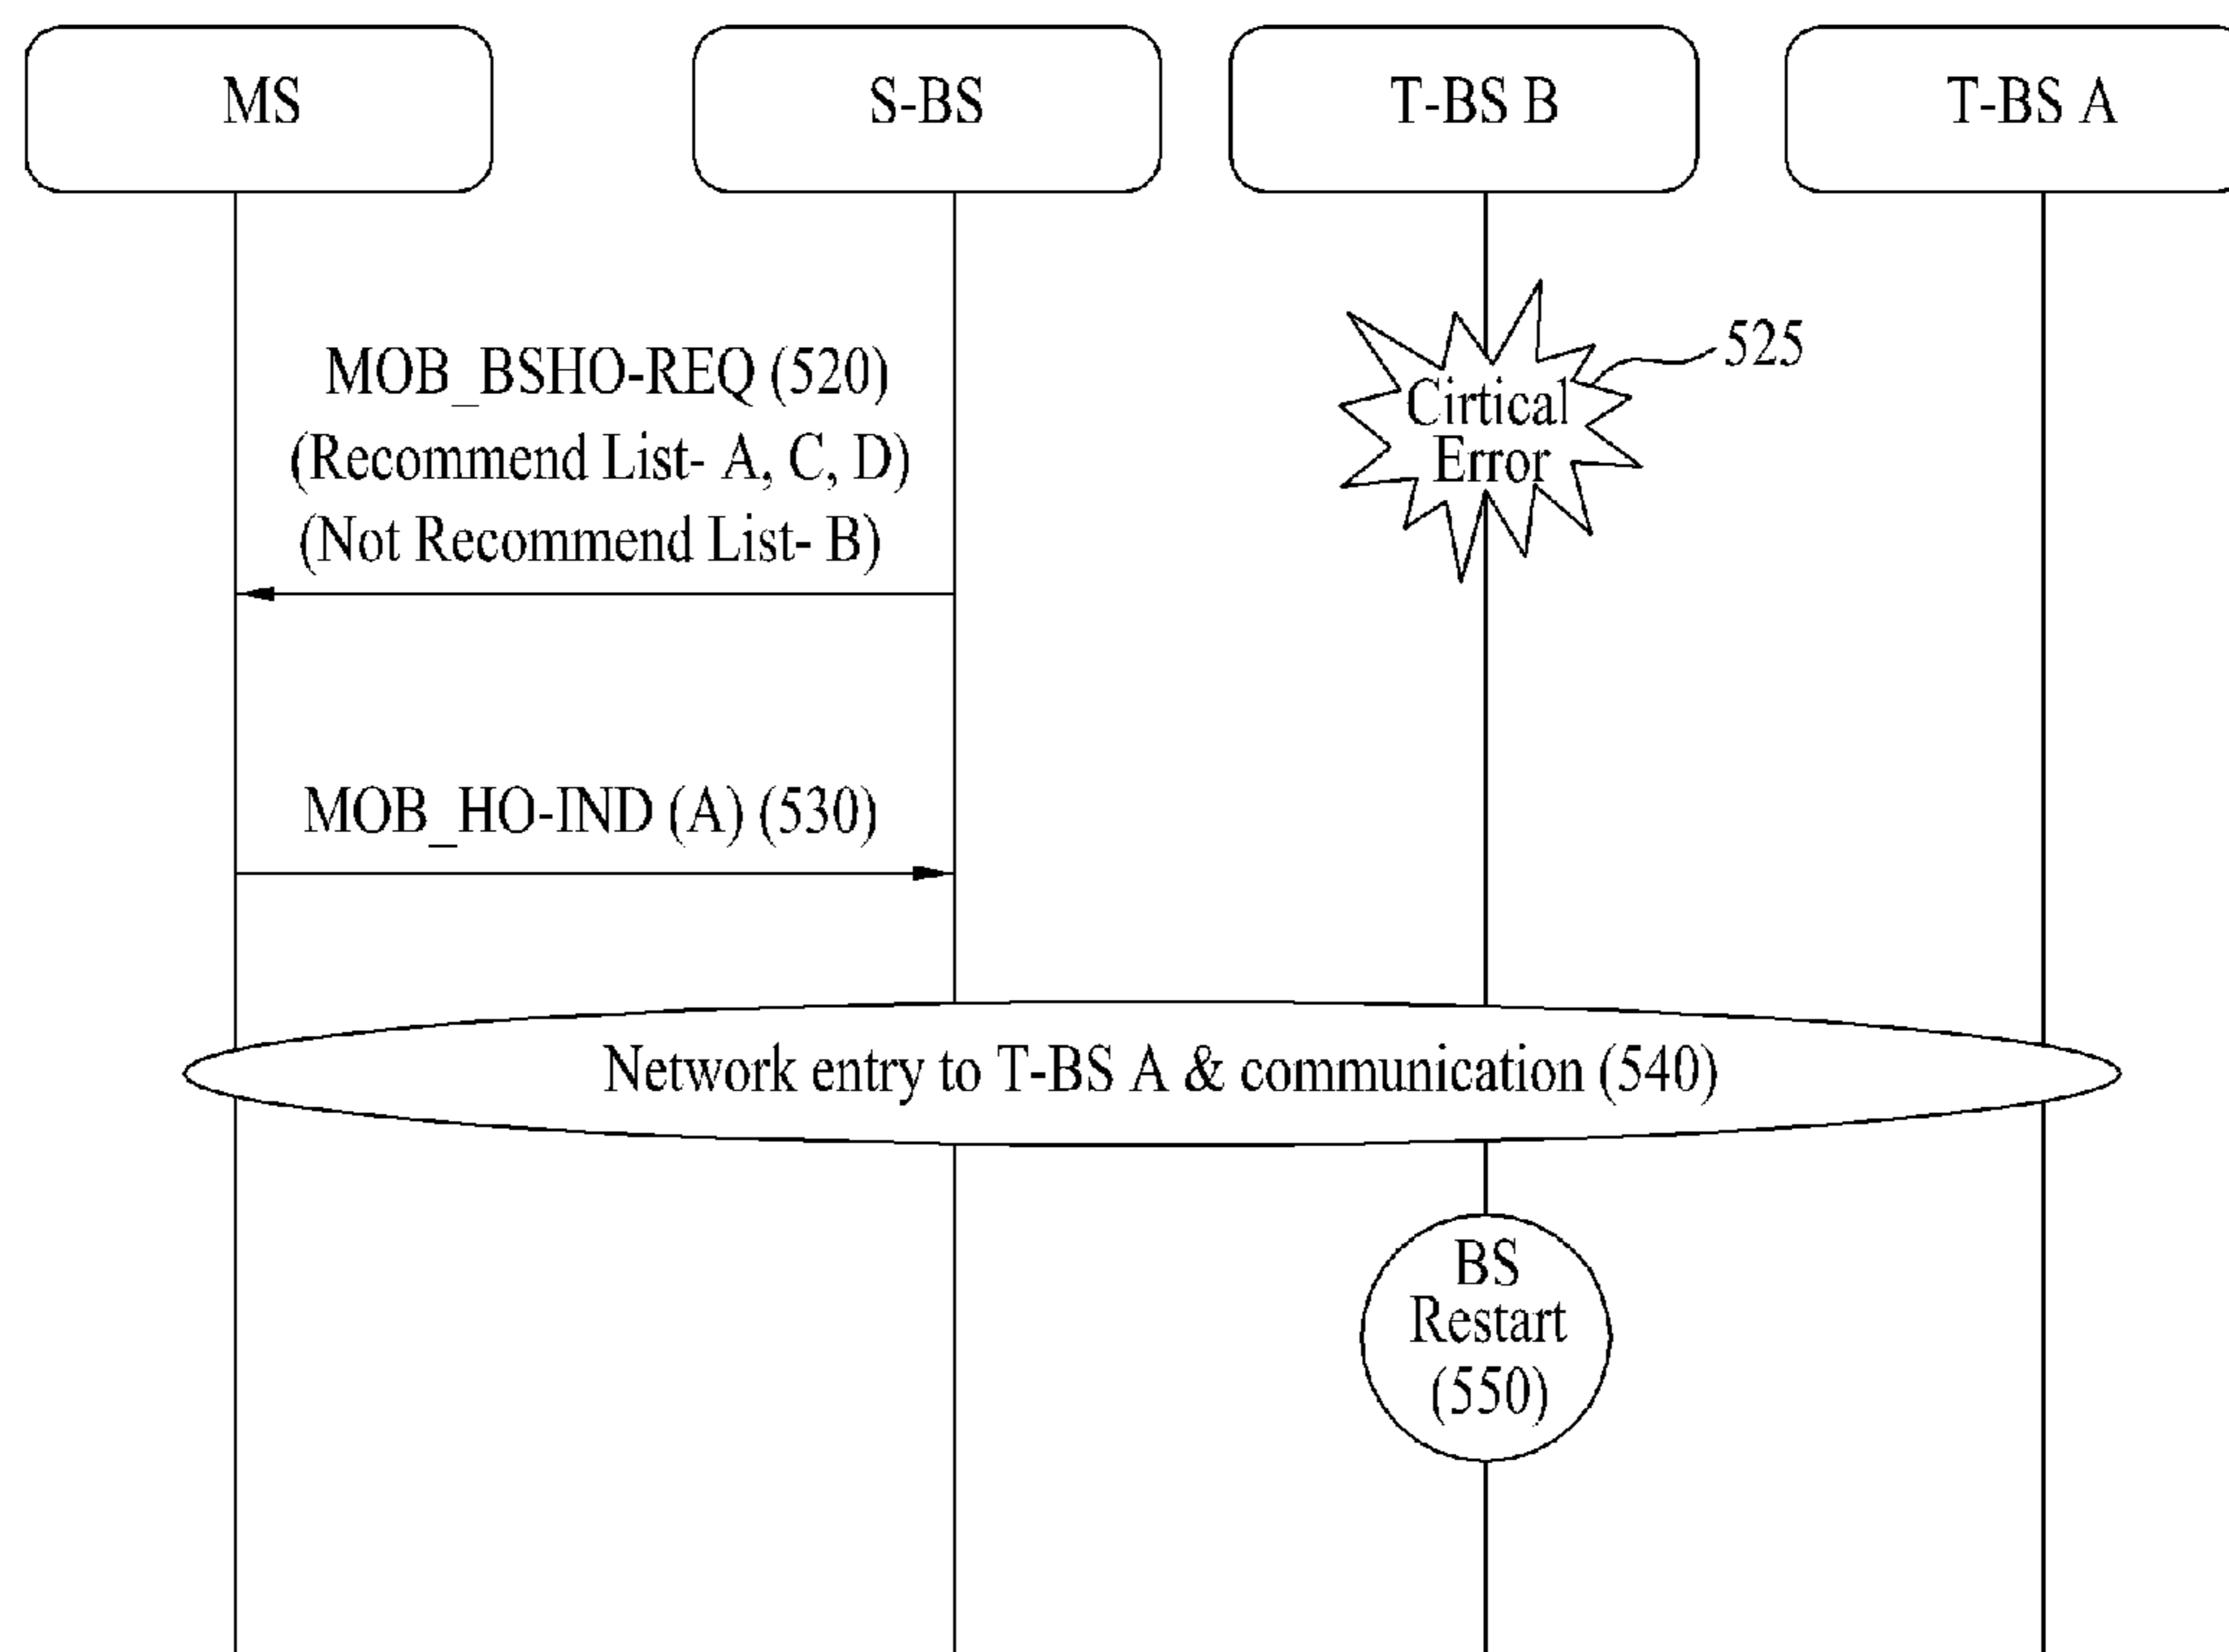 MS
S-BS
T-BS B
T-BS A
MOB_BSHO-REQ (520)
(Recommend List- A, C, D)
(Not Recommend List- B)
Cirtical
Error
525
MOB_HO-IND (A) (530)
Network entry to T-BS A & communication (540)
BS
Restart
(550)